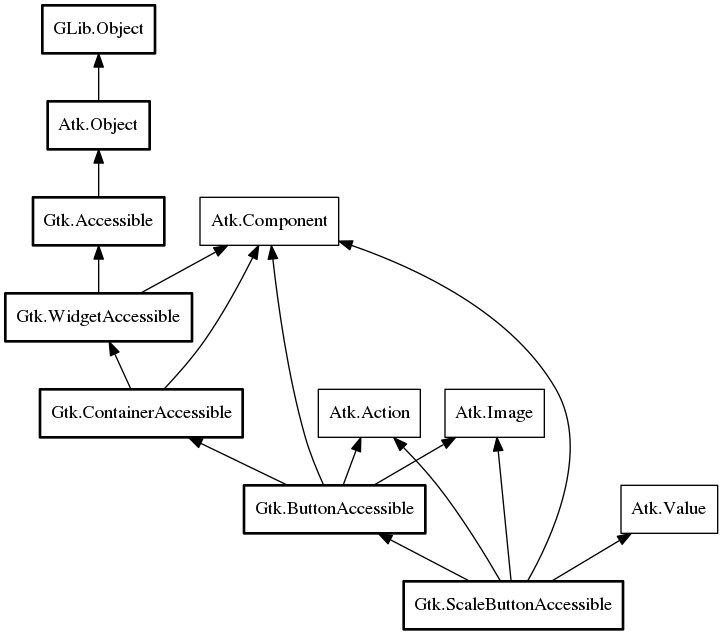 GLib.Object
Atk.Object
Gtk.Accessible
Atk.Component
Gtk.WidgetAccessible
Gtk.ContainerAccessible
Atk.Action
Atk.Image
Gtk.ButtonAccessible
Atk.Value
Gtk.ScaleButtonAccessible